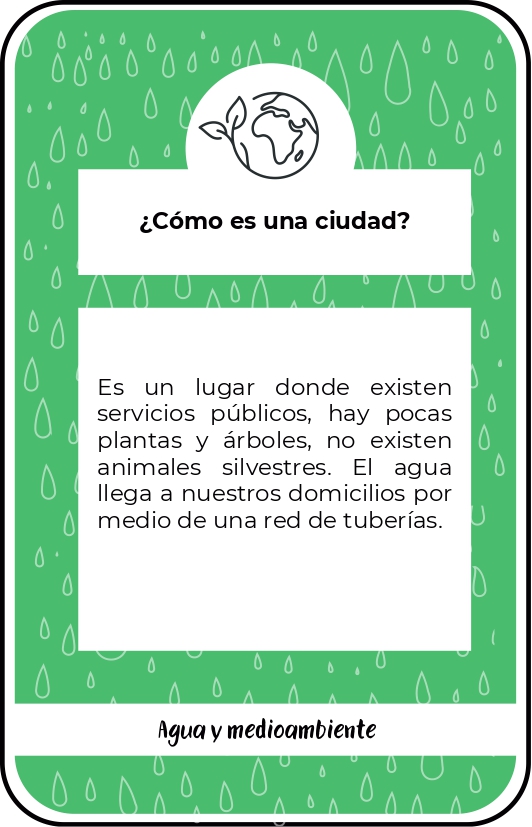 ¿Cómo es una ciudad?
Es un lugar donde existen
servicios públicos, hay pocas
plantas y árboles, no existen
animales silvestres. El agua
llega a nuestros domicilios por
medio de una red de tuberías.
Agua y medioambiente